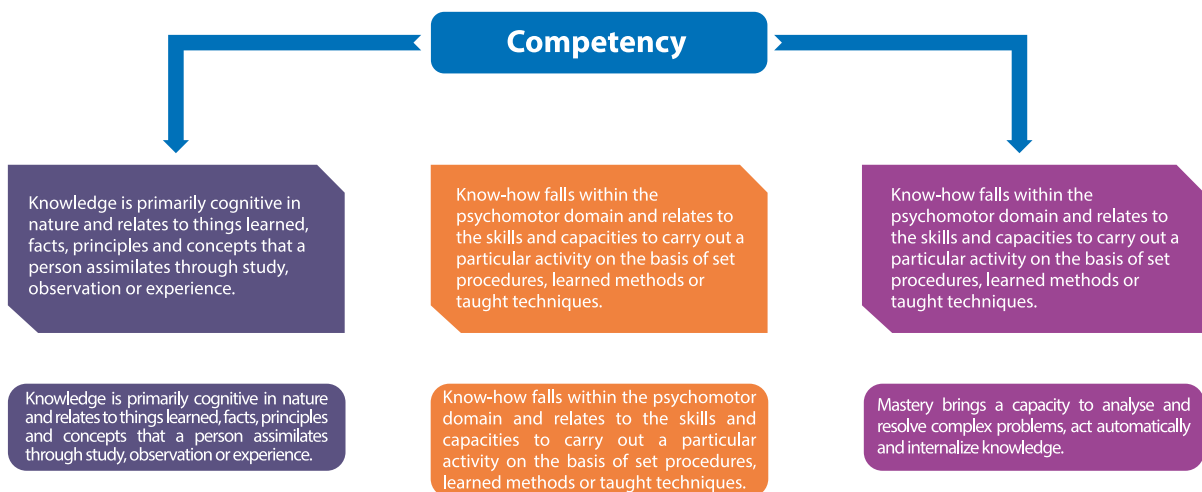 Competency
Knowledge is primarily cognitive in
nature and relates to things learned,
facts, principles and concepts that a
person assimilates through study,
observation or experience.
Know-how falls within the
psychomotor domain and relates to
the skills and capacities to carry out a
particular activity on the basis of set
procedures, learned methods or
taught techniques.
Know-how falls within the
psychomotor domain and relates to
the skills and capacities to carry out a
particular activity on the basis of set
procedures, learned methods or
taught techniques.
Knowledge is primarily cognitive in nature
and relates to things learned, facts, principles
and concepts that a person assimilates
through study, observation or experience.
Know-how falls within the psychomotor
domain and relates to the skills and
capacities to carry out a particular
activity on the basis of set procedures,
learned methods or taught techniques.
Mastery brings a capacity to analyse and
resolve complex problems, act automatically
and internalize knowledge.